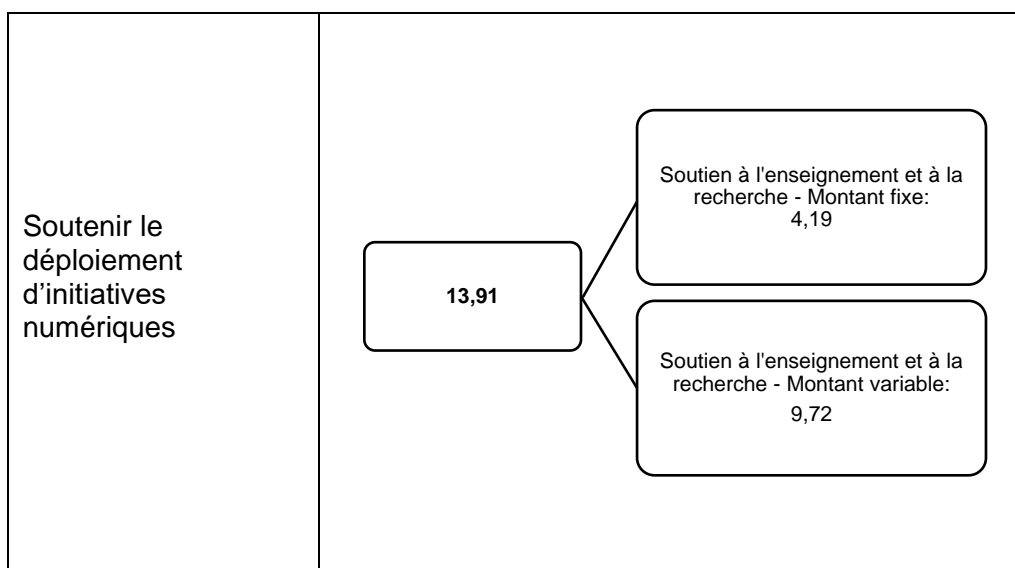 Soutenir le
déploiement
d’initiatives
numériques
13,91
Soutien à l'enseignement et à la
recherche - Montant fixe:
4,19
Soutien à l'enseignement et à la
recherche - Montant variable:
9,72